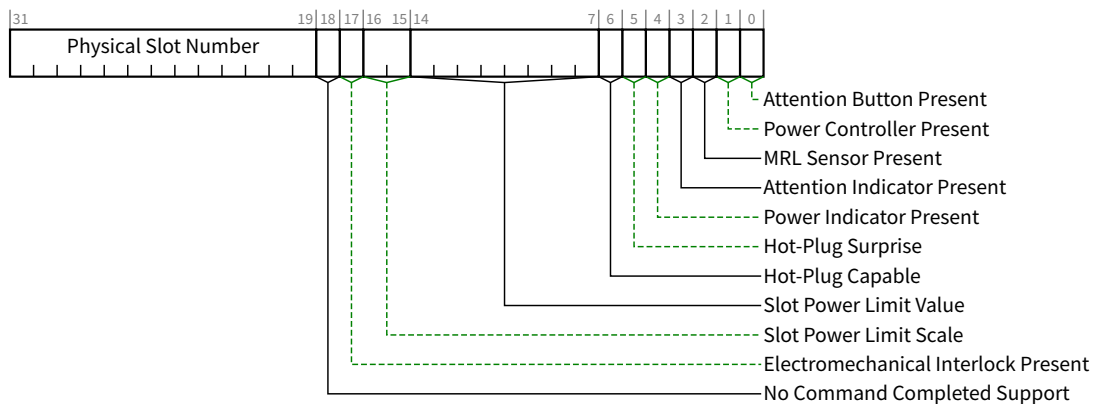 31 19 18 17 16 15 14 7 6 5 4 3 2 1 0
Physical Slot Number
Attention Button Present
Power Controller Present
MRL Sensor Present
Attention Indicator Present
Power Indicator Present
Hot-Plug Surprise
Hot-Plug Capable
Slot Power Limit Value
Slot Power Limit Scale
Electromechanical Interlock Present
No Command Completed Support